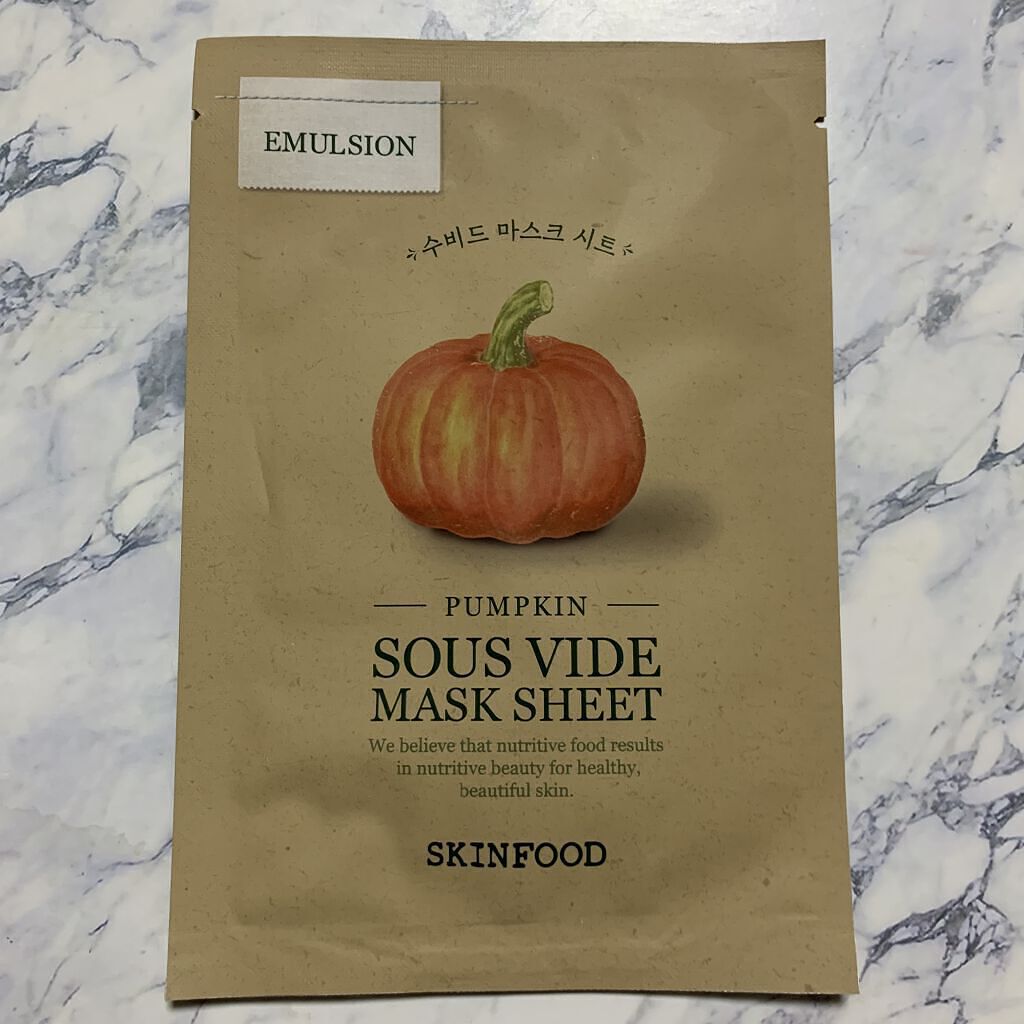 EMULSION
수비드 마스크 시트
PUMPKIN
SOUS VIDE
MASK SHEET
We believe that nutritive food results
in nutritive beauty for healthy,
beautiful skin.
SKINFOOD